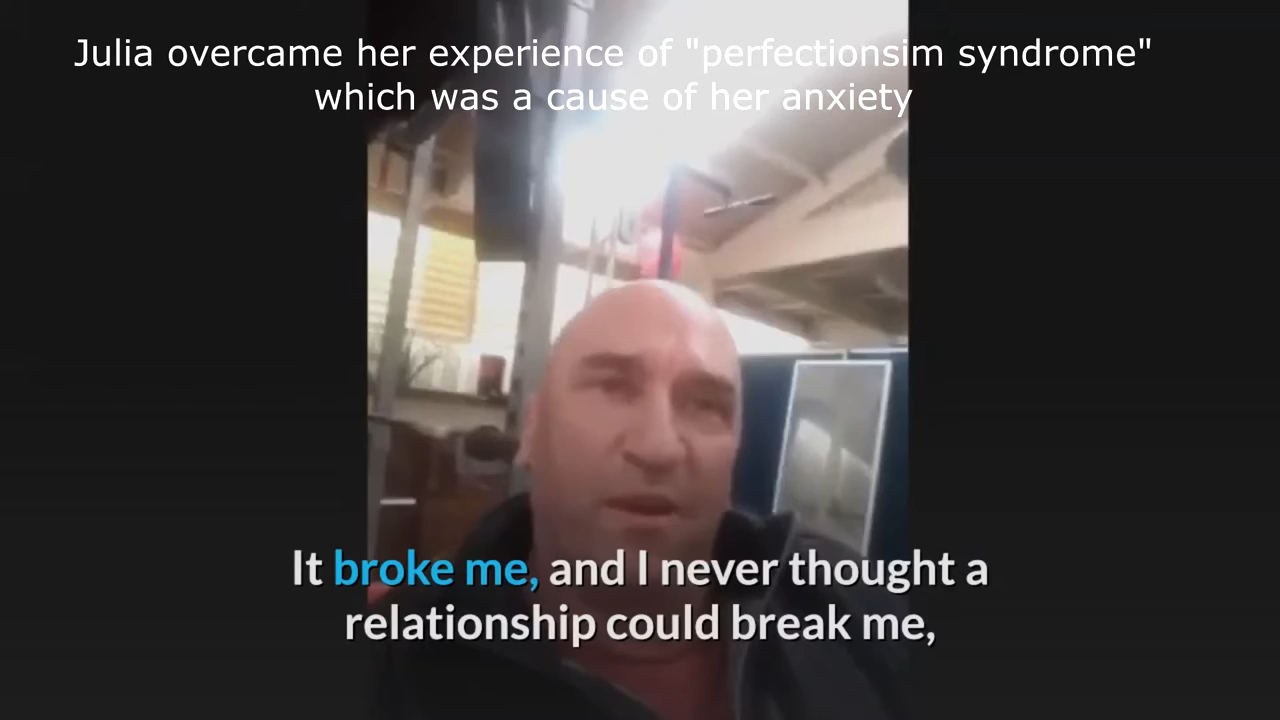 Julia overcame her experience of "perfectionsim syndrome"
which was a cause of her anxiety
It broke me, and I never thought a
relationship could break me,